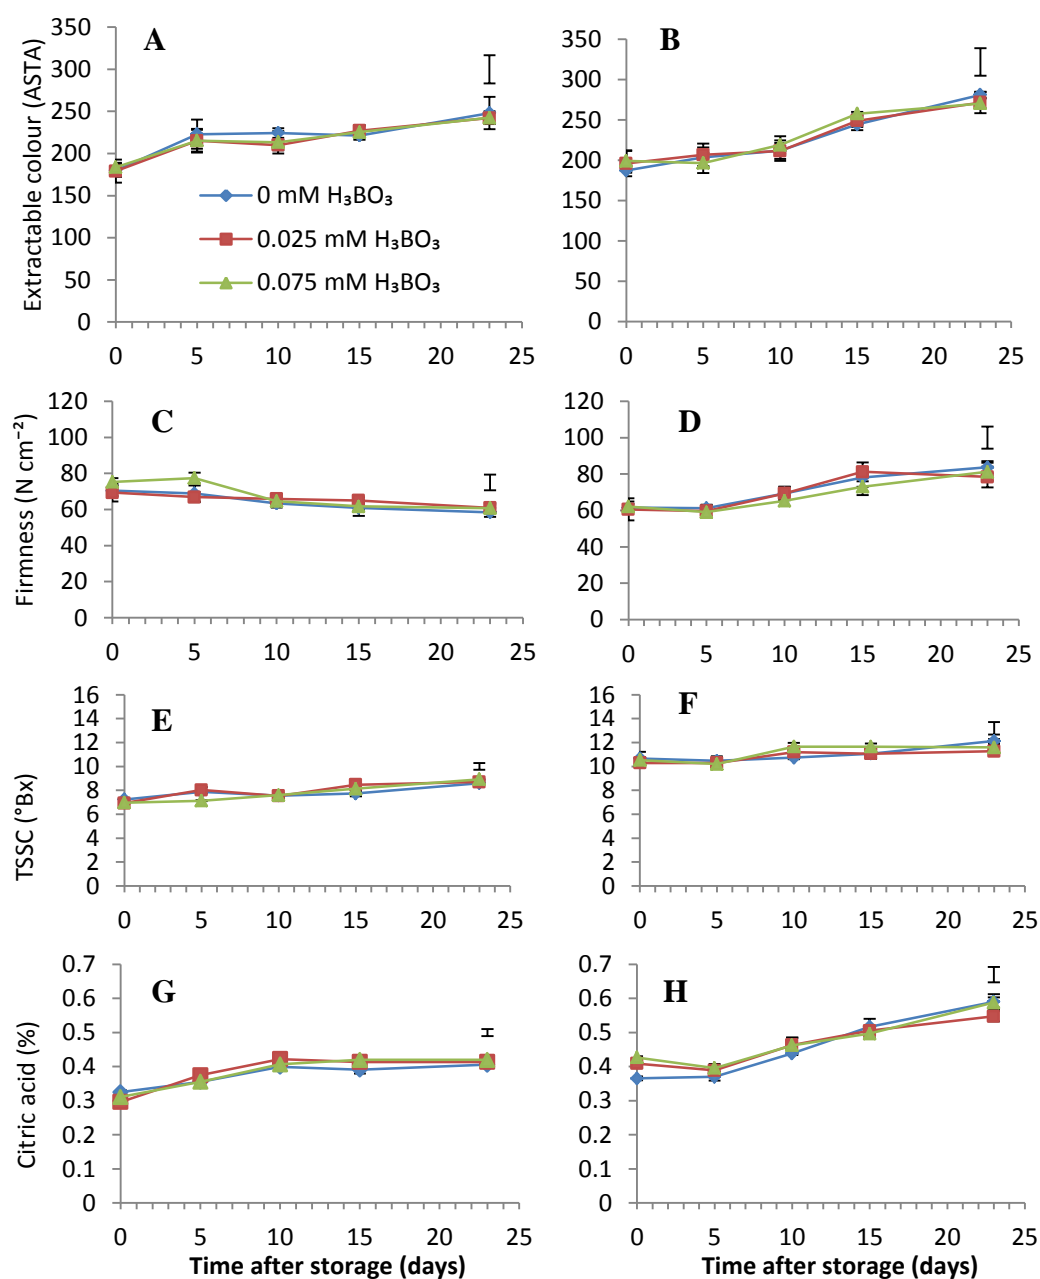 A
Extractable colour (ASTA)
350
300
250
200
150
100
50
0
0 5 10 15 20 25
0 mM H₃BO₃
0.025 mM H₃BO₃
0.075 mM H₃BO₃
B
350
300
250
200
150
100
50
0
0 5 10 15 20 25
C
Firmness (N cm⁻²)
120
100
80
60
40
20
0
0 5 10 15 20 25
D
120
100
80
60
40
20
0
0 5 10 15 20 25
E
TSSC (°Bx)
16
14
12
10
8
6
4
2
0
0 5 10 15 20 25
F
16
14
12
10
8
6
4
2
0
0 5 10 15 20 25
G
Citric acid (%)
0.7
0.6
0.5
0.4
0.3
0.2
0.1
0
0 5 10 15 20 25
Time after storage (days)
H
0.7
0.6
0.5
0.4
0.3
0.2
0.1
0
0 5 10 15 20 25
Time after storage (days)